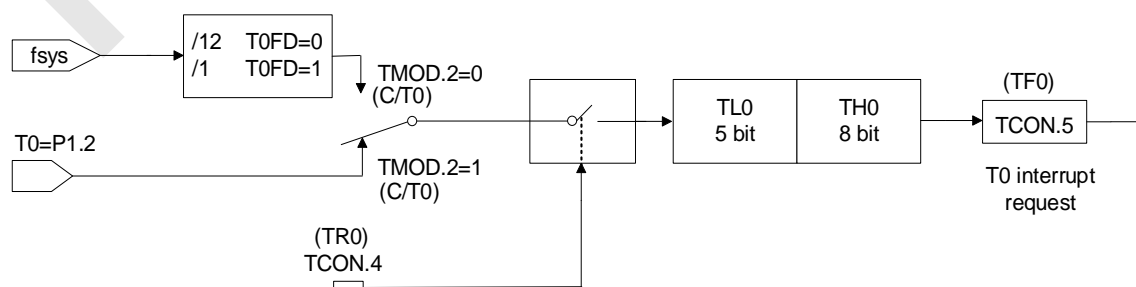 fsys
/12 T0FD=0
/1 T0FD=1
TMOD.2=0
(C/T0)
T0=P1.2
TMOD.2=1
(C/T0)
(TR0)
TCON.4
TL0
5 bit
TH0
8 bit
(TF0)
TCON.5
T0 interrupt
request